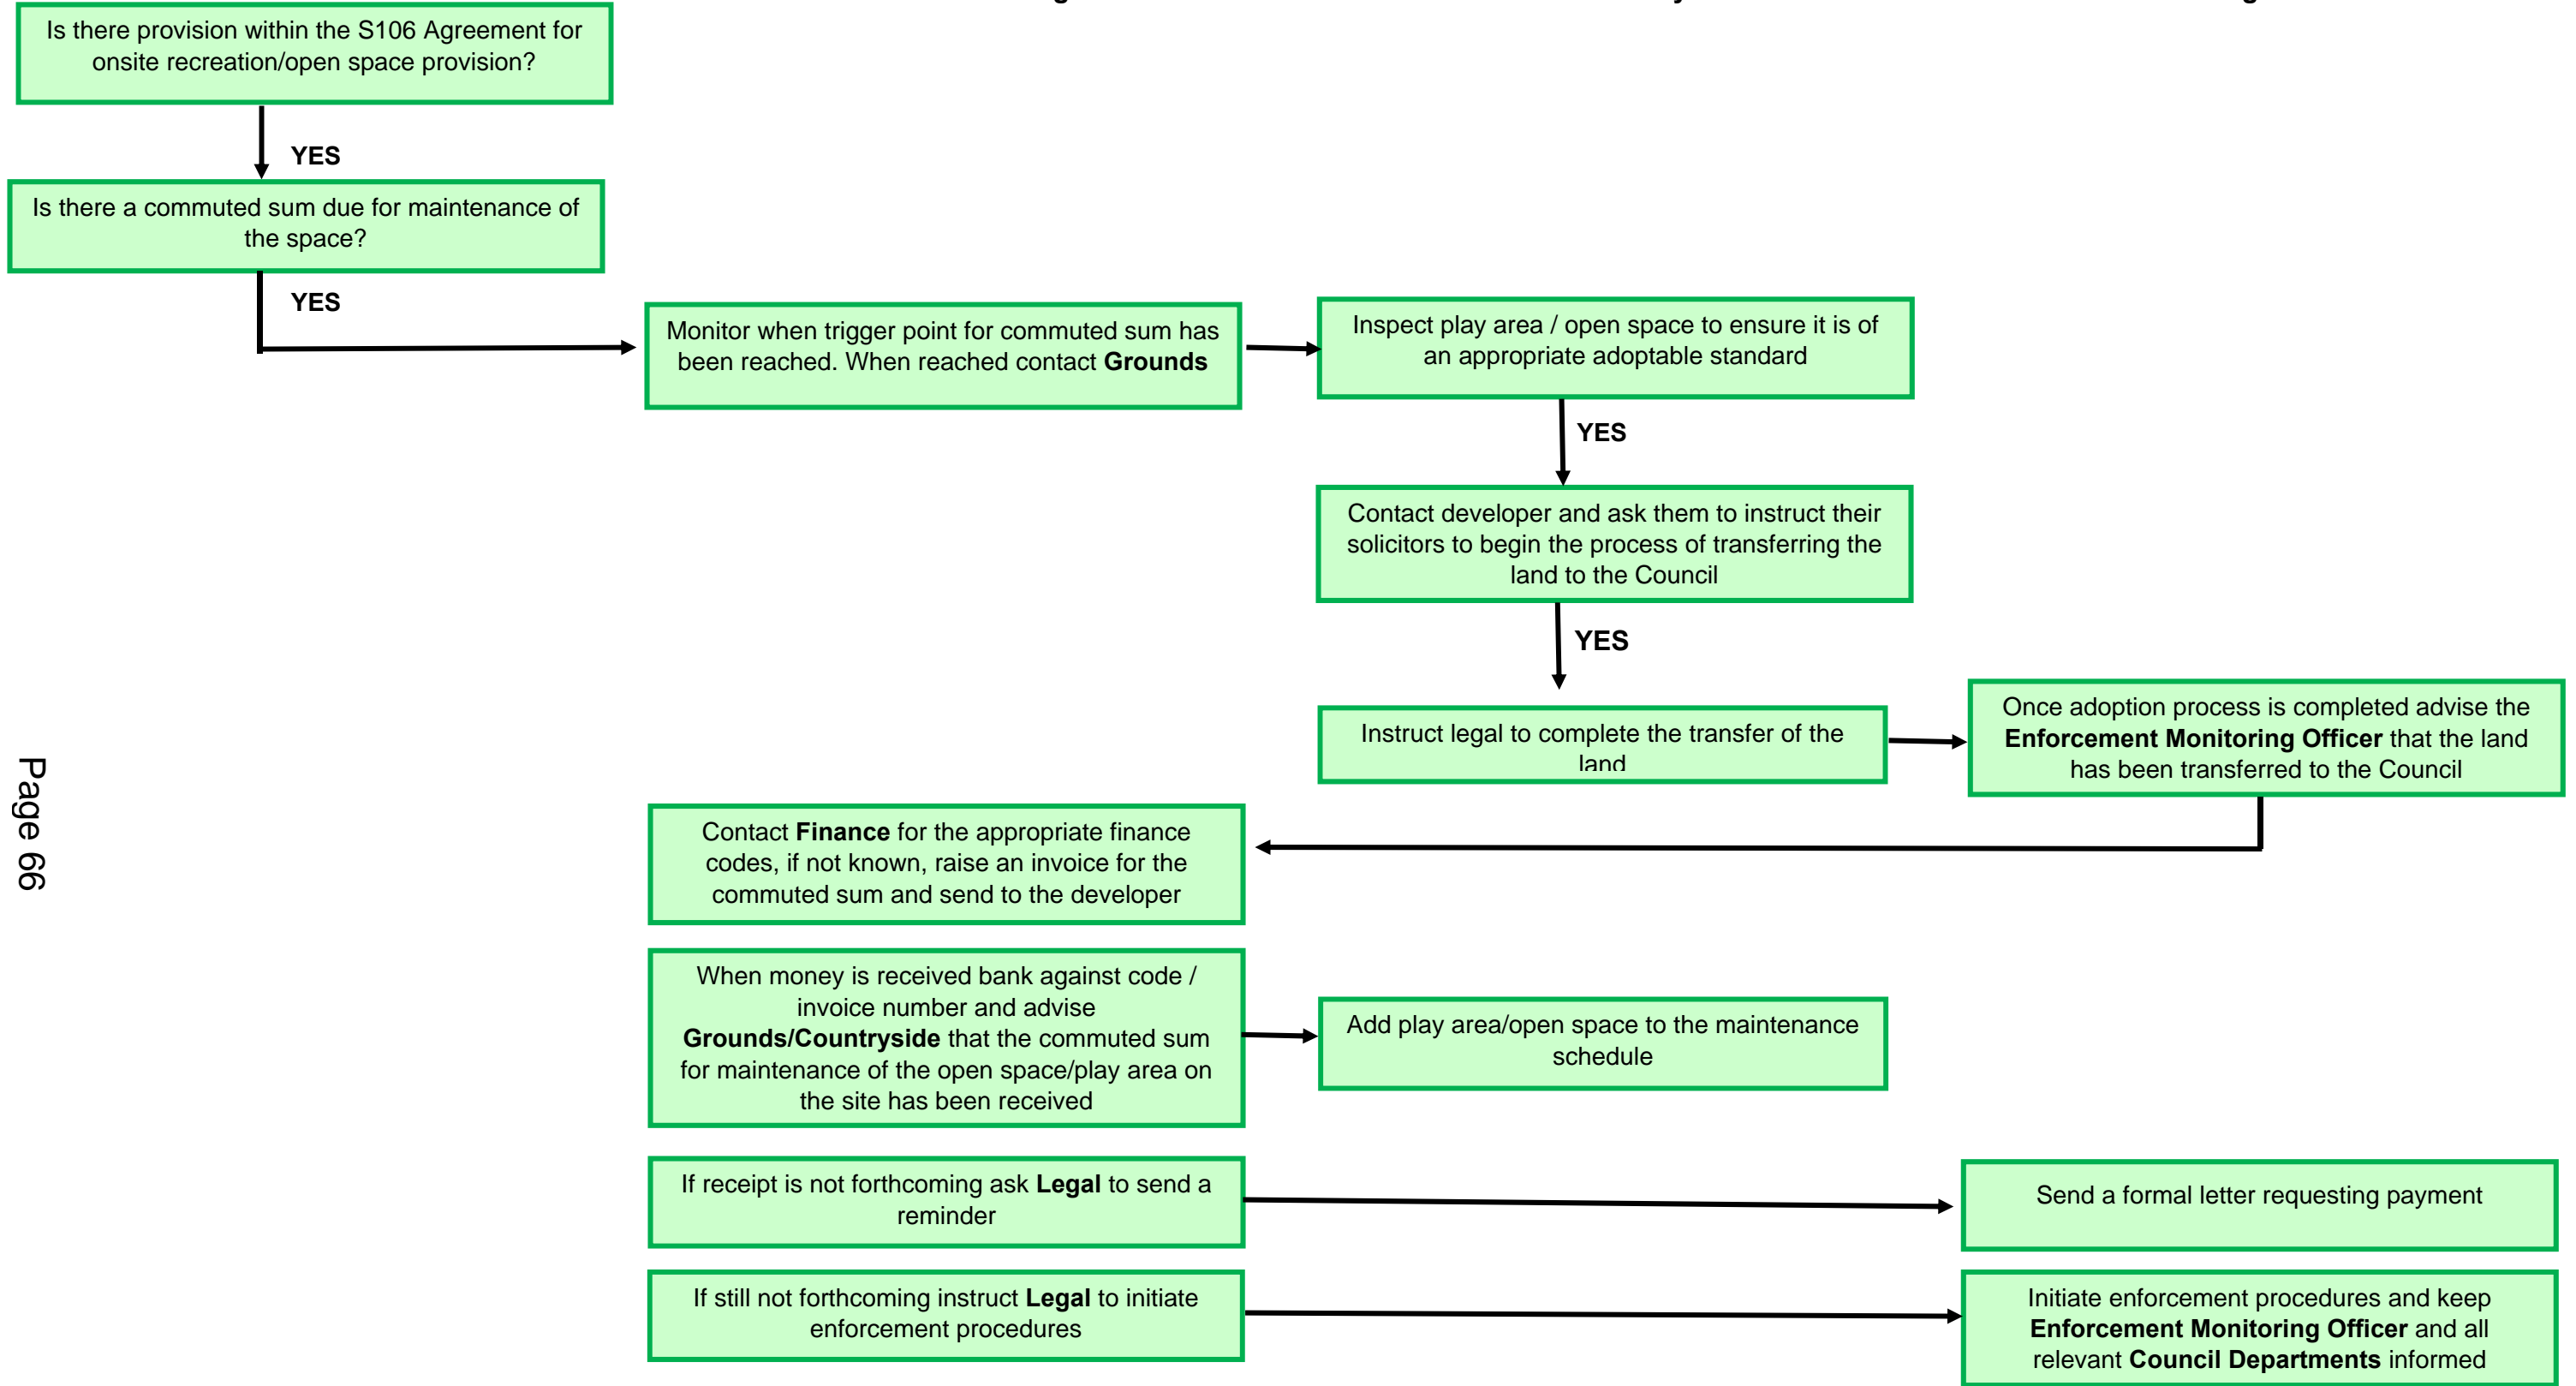 Is there provision within the S106 Agreement for
onsite recreation/open space provision?
YES
Is there a commuted sum due for maintenance of
the space?
YES
Monitor when trigger point for commuted sum has
been reached. When reached contact Grounds
Inspect play area / open space to ensure it is of
an appropriate adoptable standard
YES
Contact developer and ask them to instruct their
solicitors to begin the process of transferring the
land to the Council
YES
Instruct legal to complete the transfer of the
land
Once adoption process is completed advise the
Enforcement Monitoring Officer that the land
has been transferred to the Council
Contact Finance for the appropriate finance
codes, if not known, raise an invoice for the
commuted sum and send to the developer
When money is received bank against code /
invoice number and advise
Grounds/Countryside that the commuted sum
for maintenance of the open space/play area on
the site has been received
Add play area/open space to the maintenance
schedule
If receipt is not forthcoming ask Legal to send a
reminder
Send a formal letter requesting payment
If still not forthcoming instruct Legal to initiate
enforcement procedures
Initiate enforcement procedures and keep
Enforcement Monitoring Officer and all
relevant Council Departments informed
Page 66